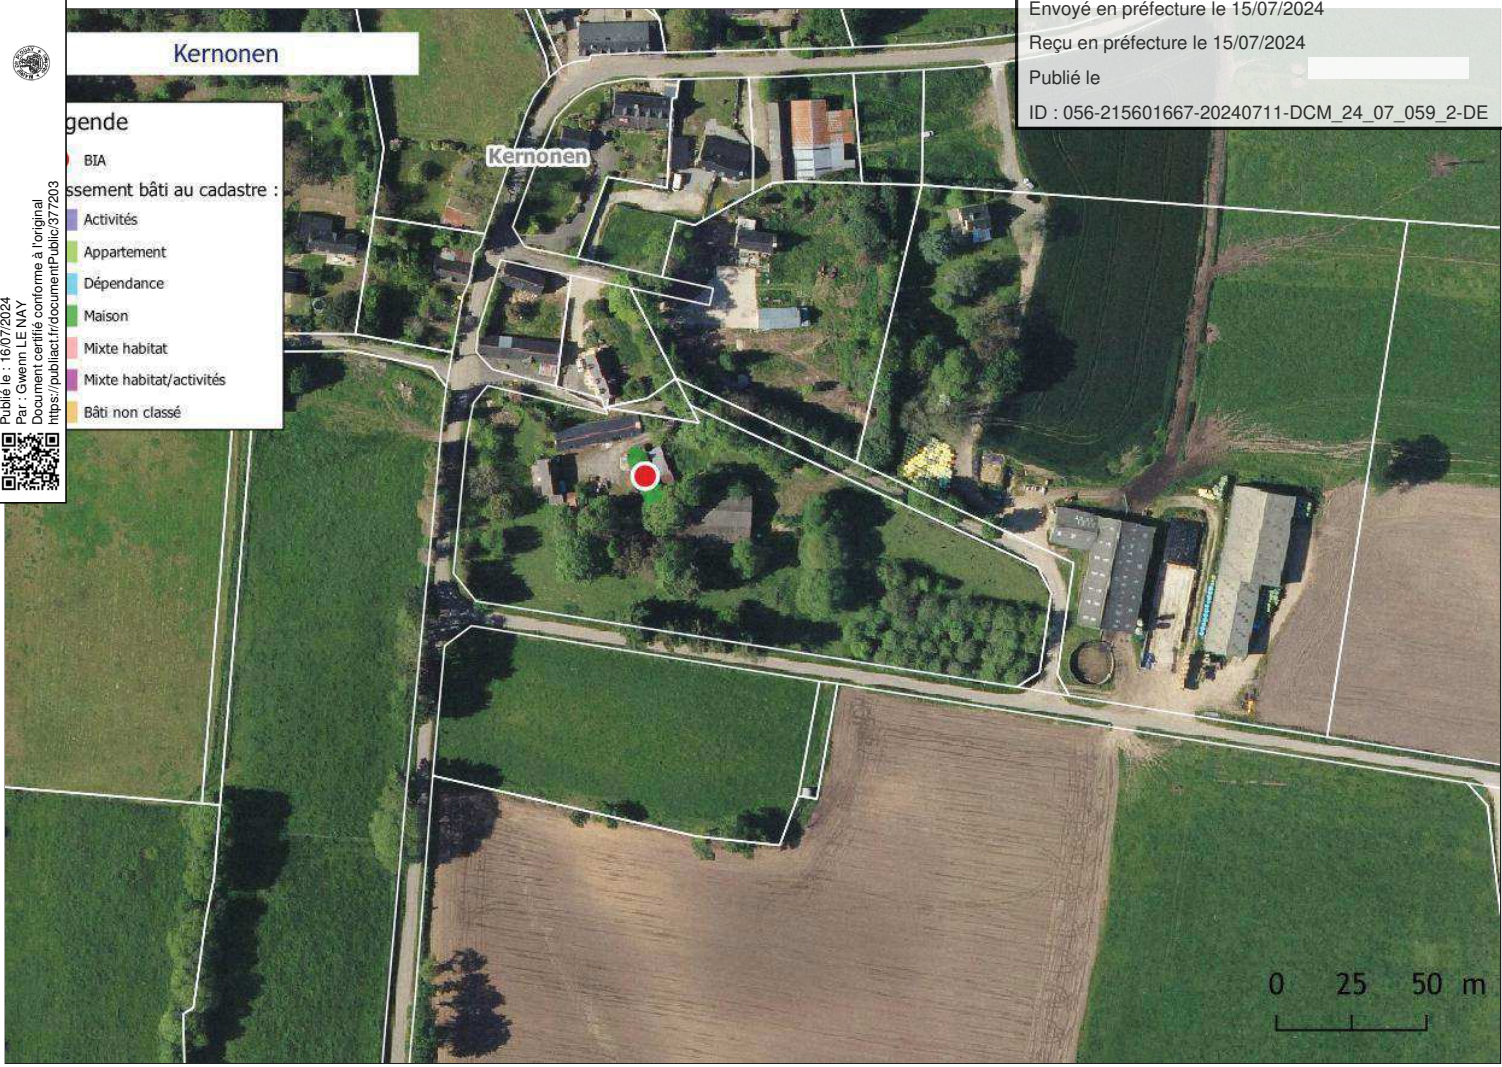 Envoyé en préfecture le 15/07/2024
Reçu en préfecture le 15/07/2024
Publié le
ID : 056-215601667-20240711-DCM_24_07_059_2-DE
Kernonen
gende
BIA
ssement bâti au cadastre :
Activités
Appartement
Dépendance
Maison
Mixte habitat
Mixte habitat/activités
Bâti non classé
Kernonen
Publié le : 16/07/2024
Par : Gwenn LE NAY
Document certifié conforme à l'original
https://publiact.fr/documentPublic/377203
0 25 50 m